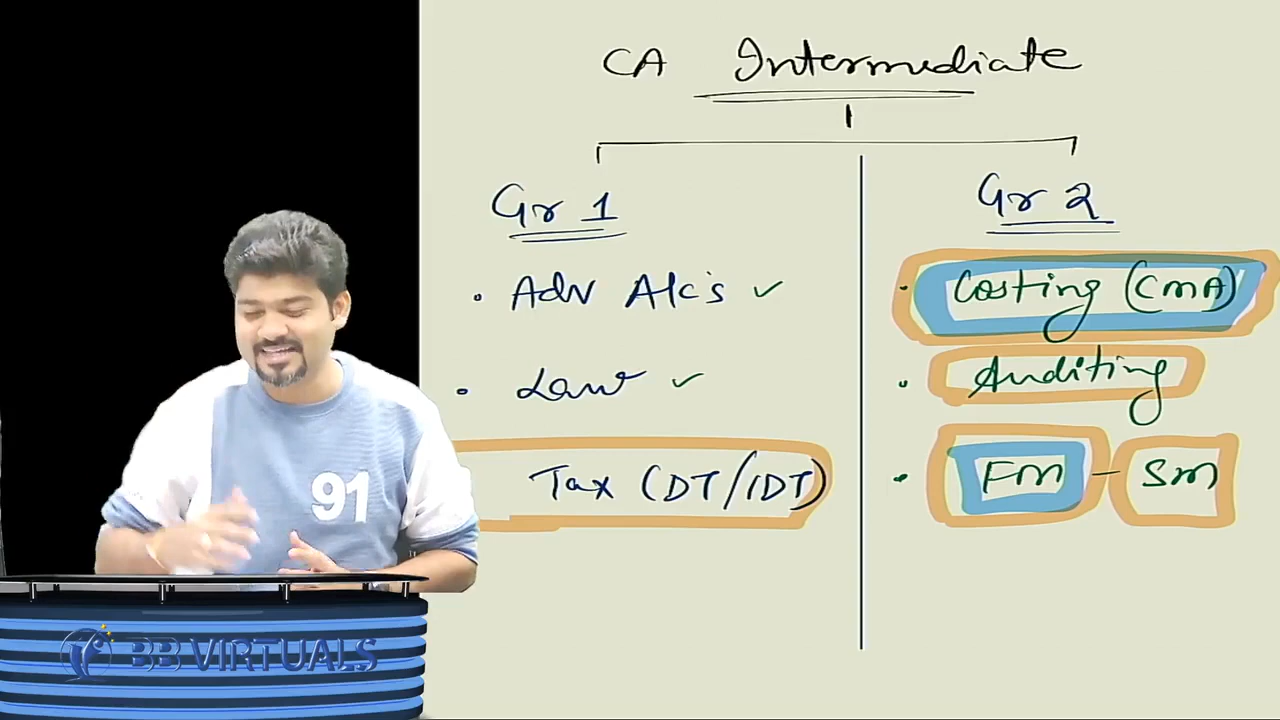 CA Intermediate
Gr 1
• Adv A/c's ✓
• Law ✓
Tax (DT/IDT)
Gr 2
• Costing (CMA)
• Auditing
• FM - SM
91
BB VIRTUALS